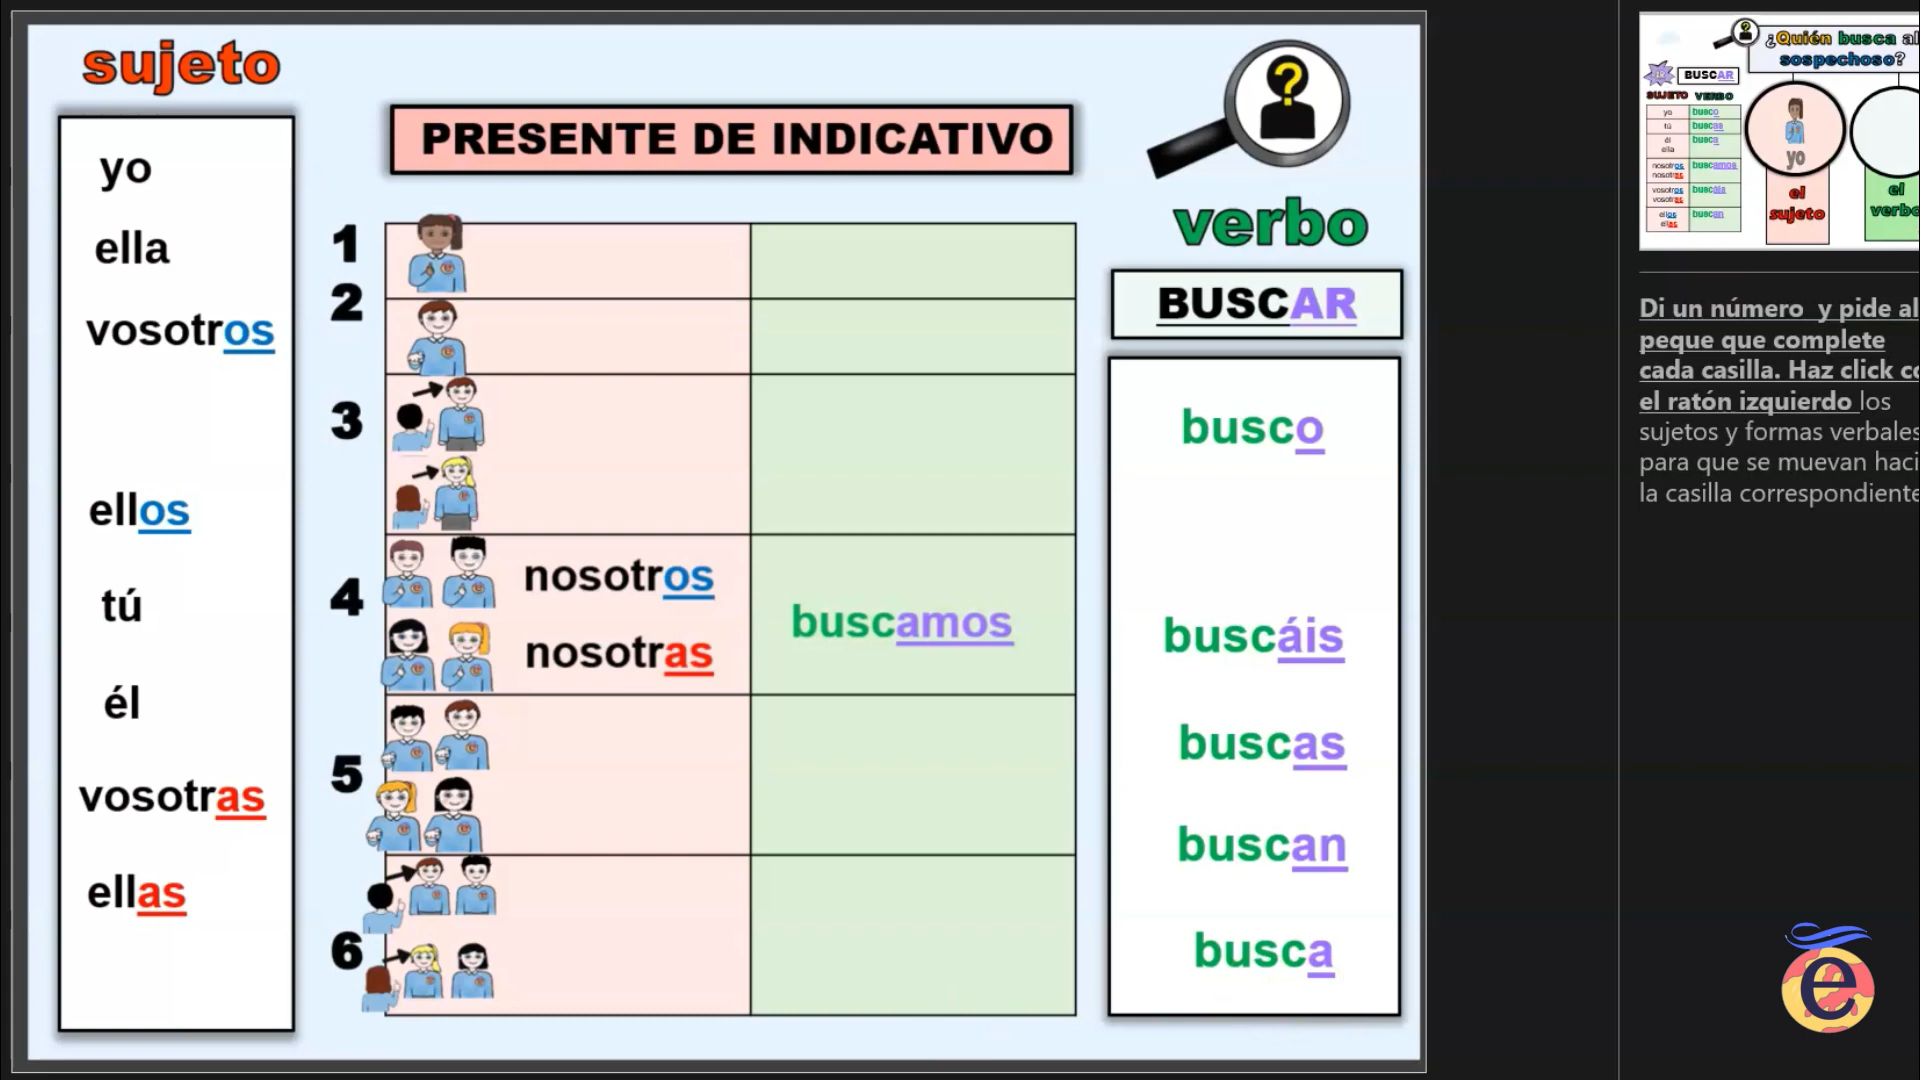 sujeto
yo
ella
vosotros
ellos
tú
él
vosotras
ellas
PRESENTE DE INDICATIVO
1
2
3
4
nosotros
nosotras
buscamos
5
6
?
verbo
BUSCAR
busco
buscáis
buscas
buscan
busca
?
¿Quién busca al
sospechoso?
AR
BUSCAR
SUJETO VERBO
yo busco
tú buscas
él busca
ella
nosotros buscamos
nosotras
vosotros buscáis
vosotras
ellos buscan
ellas
yo
el
sujeto
el
verbo
Di un número y pide al
peque que complete
cada casilla. Haz click co
el ratón izquierdo los
sujetos y formas verbales
para que se muevan haci
la casilla correspondiente
e